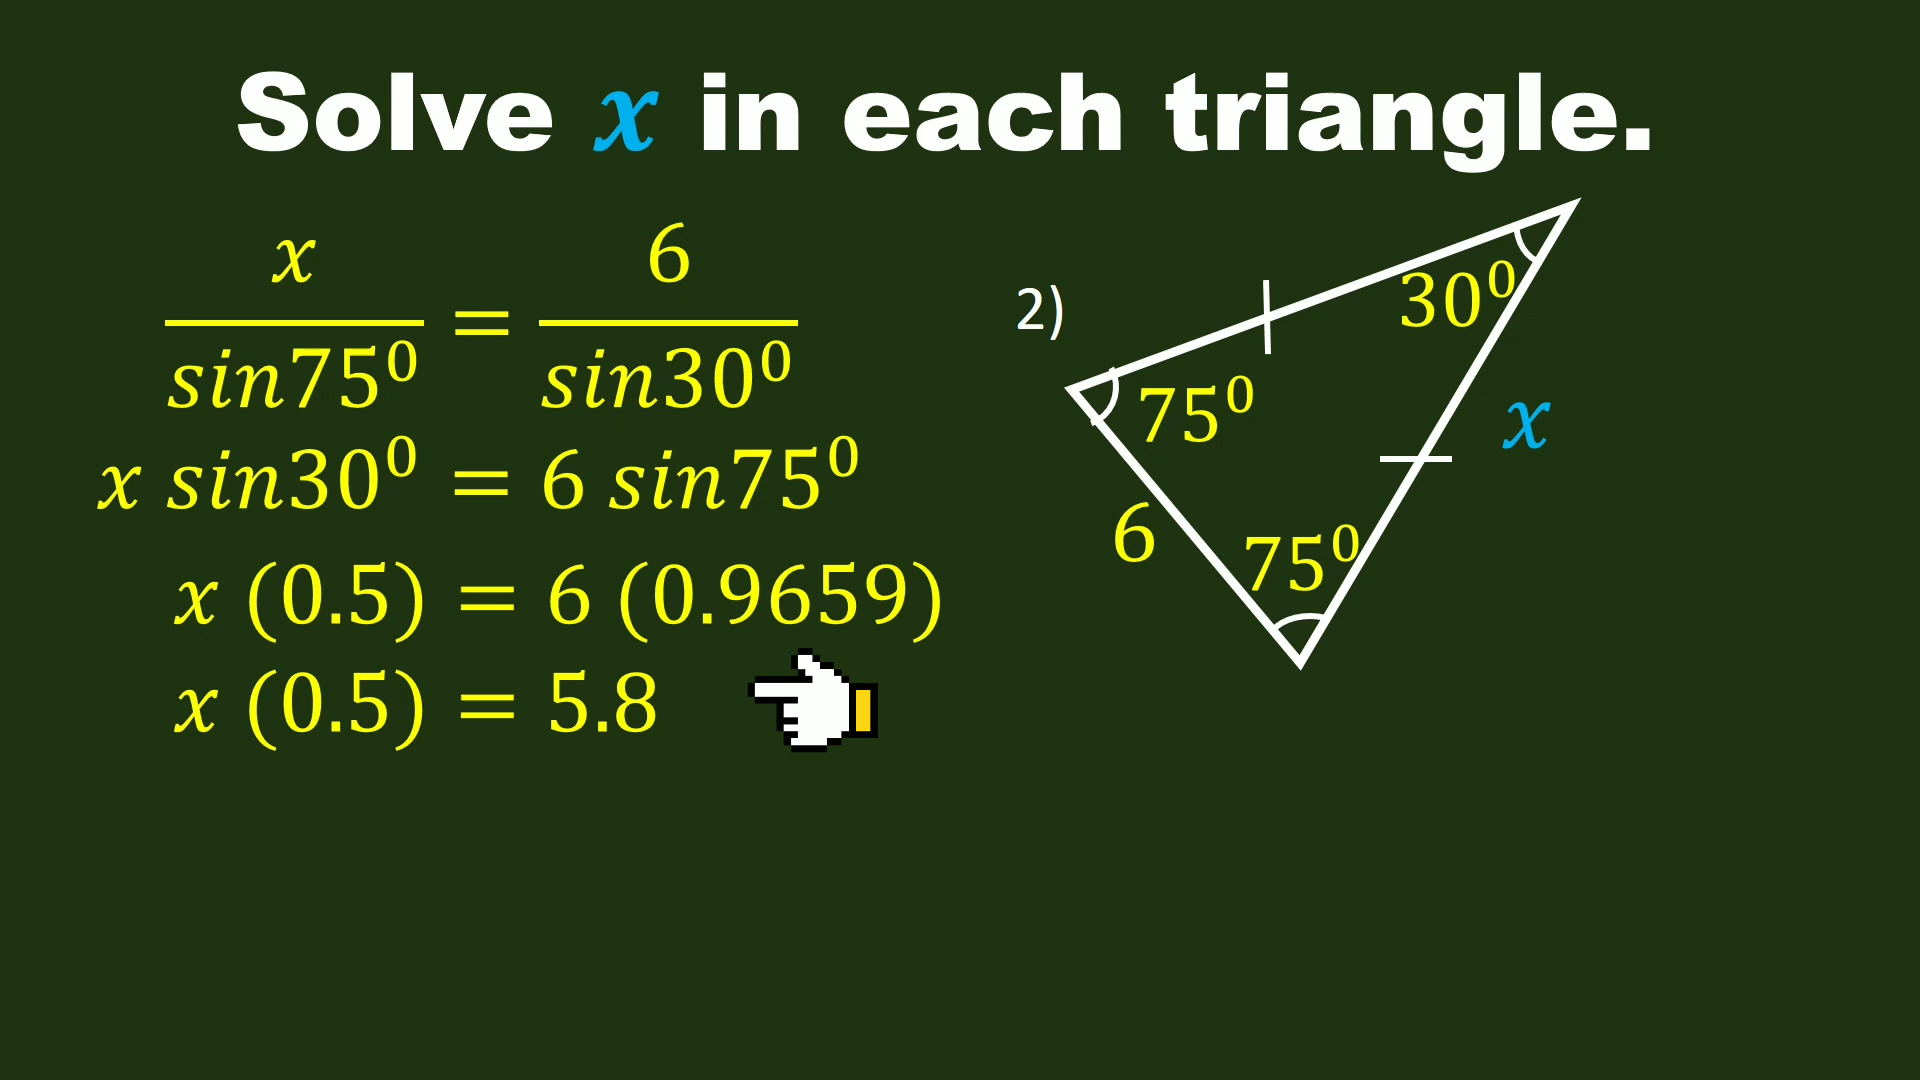 Solve x in each triangle.
x/sin75⁰ = 6/sin30⁰
x sin30⁰ = 6 sin75⁰
x (0.5) = 6 (0.9659)
x (0.5) = 5.8
2)
30⁰
75⁰
x
6
75⁰